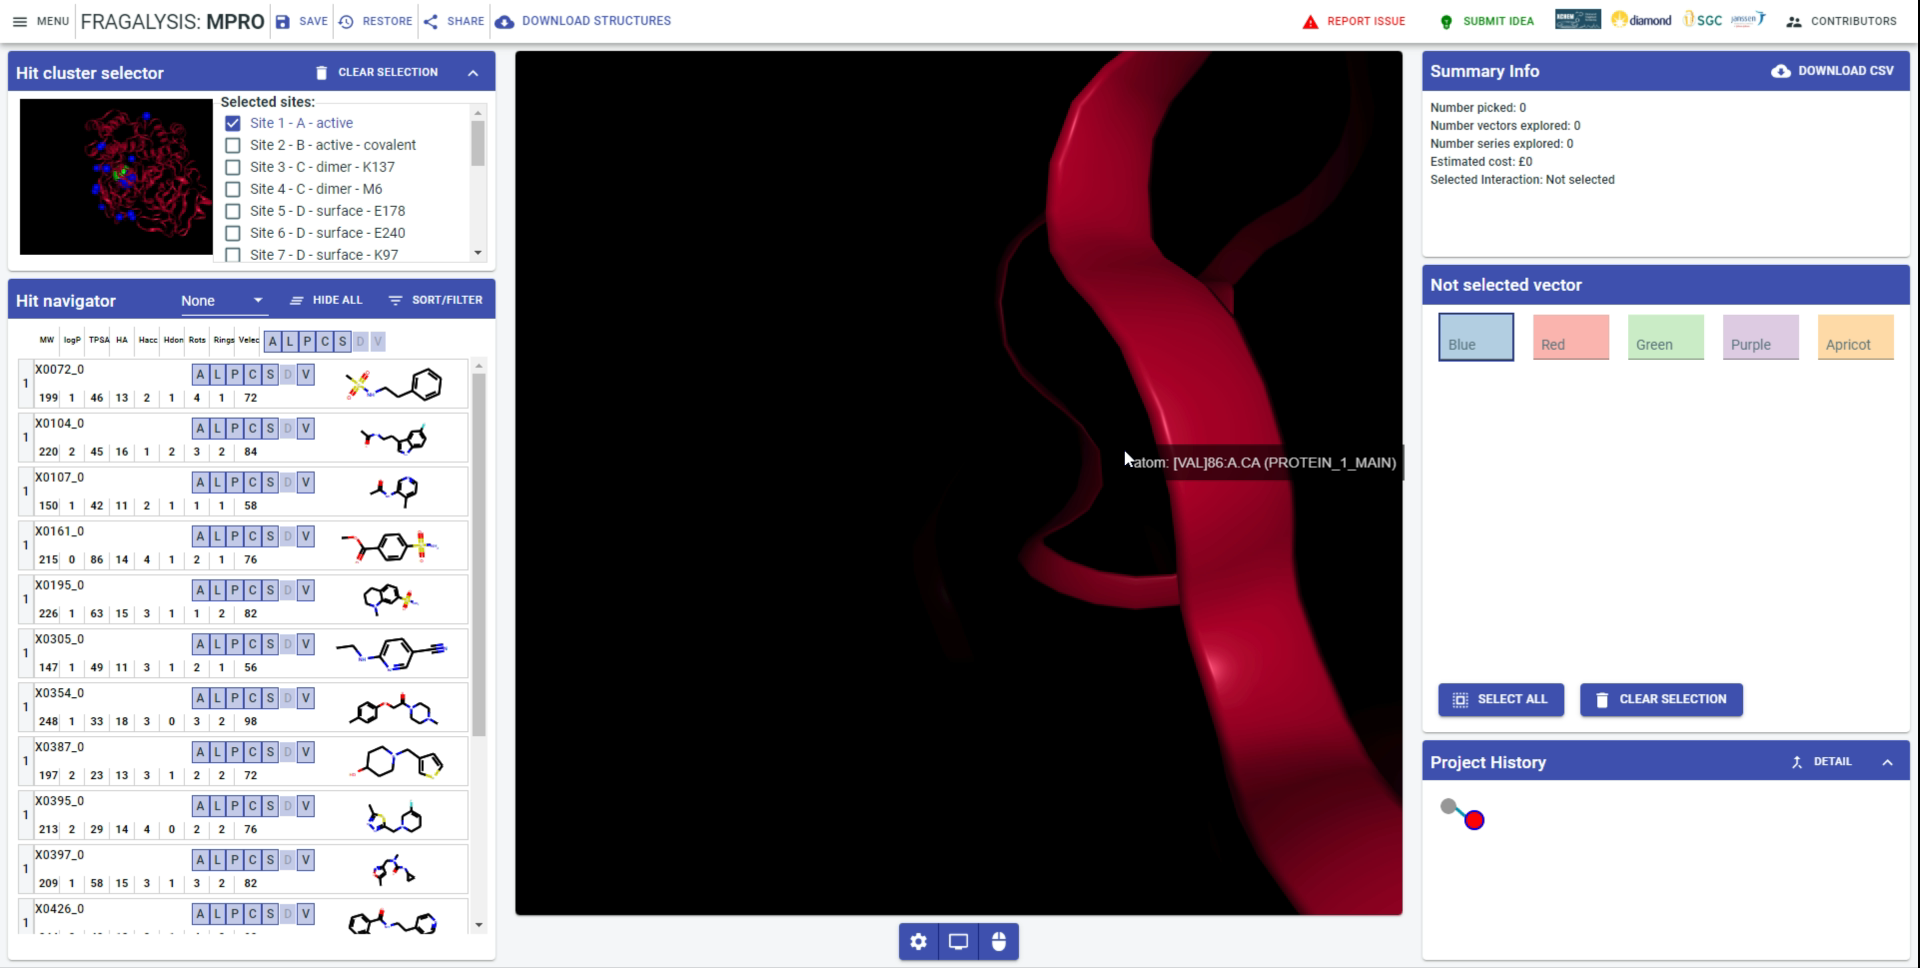 MENU FRAGALYSIS: MPRO SAVE RESTORE SHARE DOWNLOAD STRUCTURES REPORT ISSUE SUBMIT IDEA diamond SGC janssen CONTRIBUTORS
Hit cluster selector CLEAR SELECTION
Selected sites:
Site 1 - A - active
Site 2 - B - active - covalent
Site 3 - C - dimer - K137
Site 4 - C - dimer - M6
Site 5 - D - surface - E178
Site 6 - D - surface - E240
Site 7 - D - surface - K97
Hit navigator None HIDE ALL SORT/FILTER
MW logP TPSA HA Hacc Hdon Rots Rings Velec A L P C S D V
X0072_0 A L P C S D V
1
199 1 46 13 2 1 4 1 72
X0104_0 A L P C S D V
1
220 2 45 16 1 2 3 2 84
X0107_0 A L P C S D V
1
150 1 42 11 2 1 1 1 58
X0161_0 A L P C S D V
1
215 0 86 14 4 1 2 1 76
X0195_0 A L P C S D V
1
226 1 63 15 3 1 1 2 82
X0305_0 A L P C S D V
1
147 1 49 11 3 1 2 1 56
X0354_0 A L P C S D V
1
248 1 33 18 3 0 3 2 98
X0387_0 A L P C S D V
1
197 2 23 13 3 1 2 2 72
X0395_0 A L P C S D V
1
213 2 29 14 4 0 2 2 76
X0397_0 A L P C S D V
1
209 1 58 15 3 1 3 2 82
X0426_0 A L P C S D V
1
atom: [VAL]86:A.CA (PROTEIN_1_MAIN)
Summary Info DOWNLOAD CSV
Number picked: 0
Number vectors explored: 0
Number series explored: 0
Estimated cost: £0
Selected Interaction: Not selected
Not selected vector
Blue Red Green Purple Apricot
SELECT ALL CLEAR SELECTION
Project History DETAIL